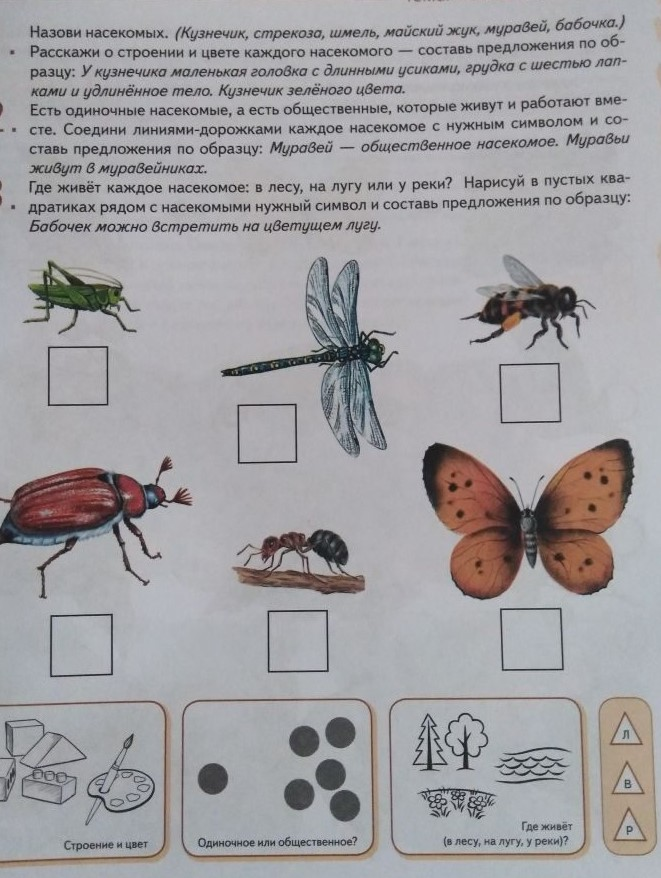 Назови насекомых. (Кузнечик, стрекоза, шмель, майский жук, муравей, бабочка.)
Расскажи о строении и цвете каждого насекомого — составь предложения по об-
разцу: У кузнечика маленькая головка с длинными усиками, грудка с шестью лап-
ками и удлинённое тело. Кузнечик зелёного цвета.
Есть одиночные насекомые, а есть общественные, которые живут и работают вме-
сте. Соедини линиями-дорожками каждое насекомое с нужным символом и со-
ставь предложения по образцу: Муравей — общественное насекомое. Муравьи
живут в муравейниках.
Где живёт каждое насекомое: в лесу, на лугу или у реки? Нарисуй в пустых ква-
дратиках рядом с насекомыми нужный символ и составь предложения по образцу:
Бабочек можно встретить на цветущем лугу.
Строение и цвет
Одиночное или общественное?
Где живёт
(в лесу, на лугу, у реки)?
Л
В
Р